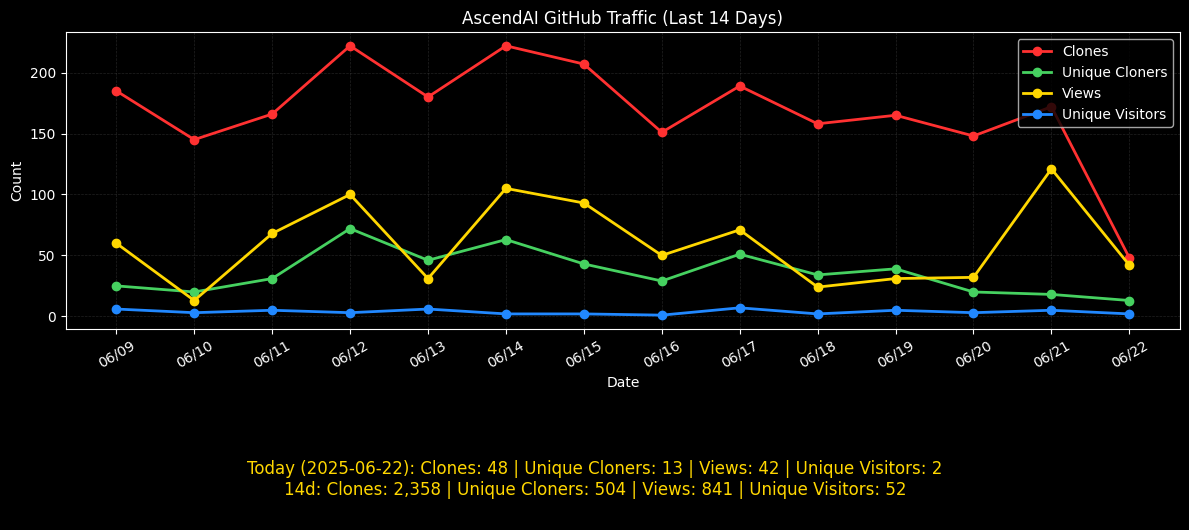 AscendAI GitHub Traffic (Last 14 Days)
Clones
Unique Cloners
Views
Unique Visitors
Count
200
150
100
50
0
06/09 06/10 06/11 06/12 06/13 06/14 06/15 06/16 06/17 06/18 06/19 06/20 06/21 06/22
Date
Today (2025-06-22): Clones: 48 | Unique Cloners: 13 | Views: 42 | Unique Visitors: 2
14d: Clones: 2,358 | Unique Cloners: 504 | Views: 841 | Unique Visitors: 52